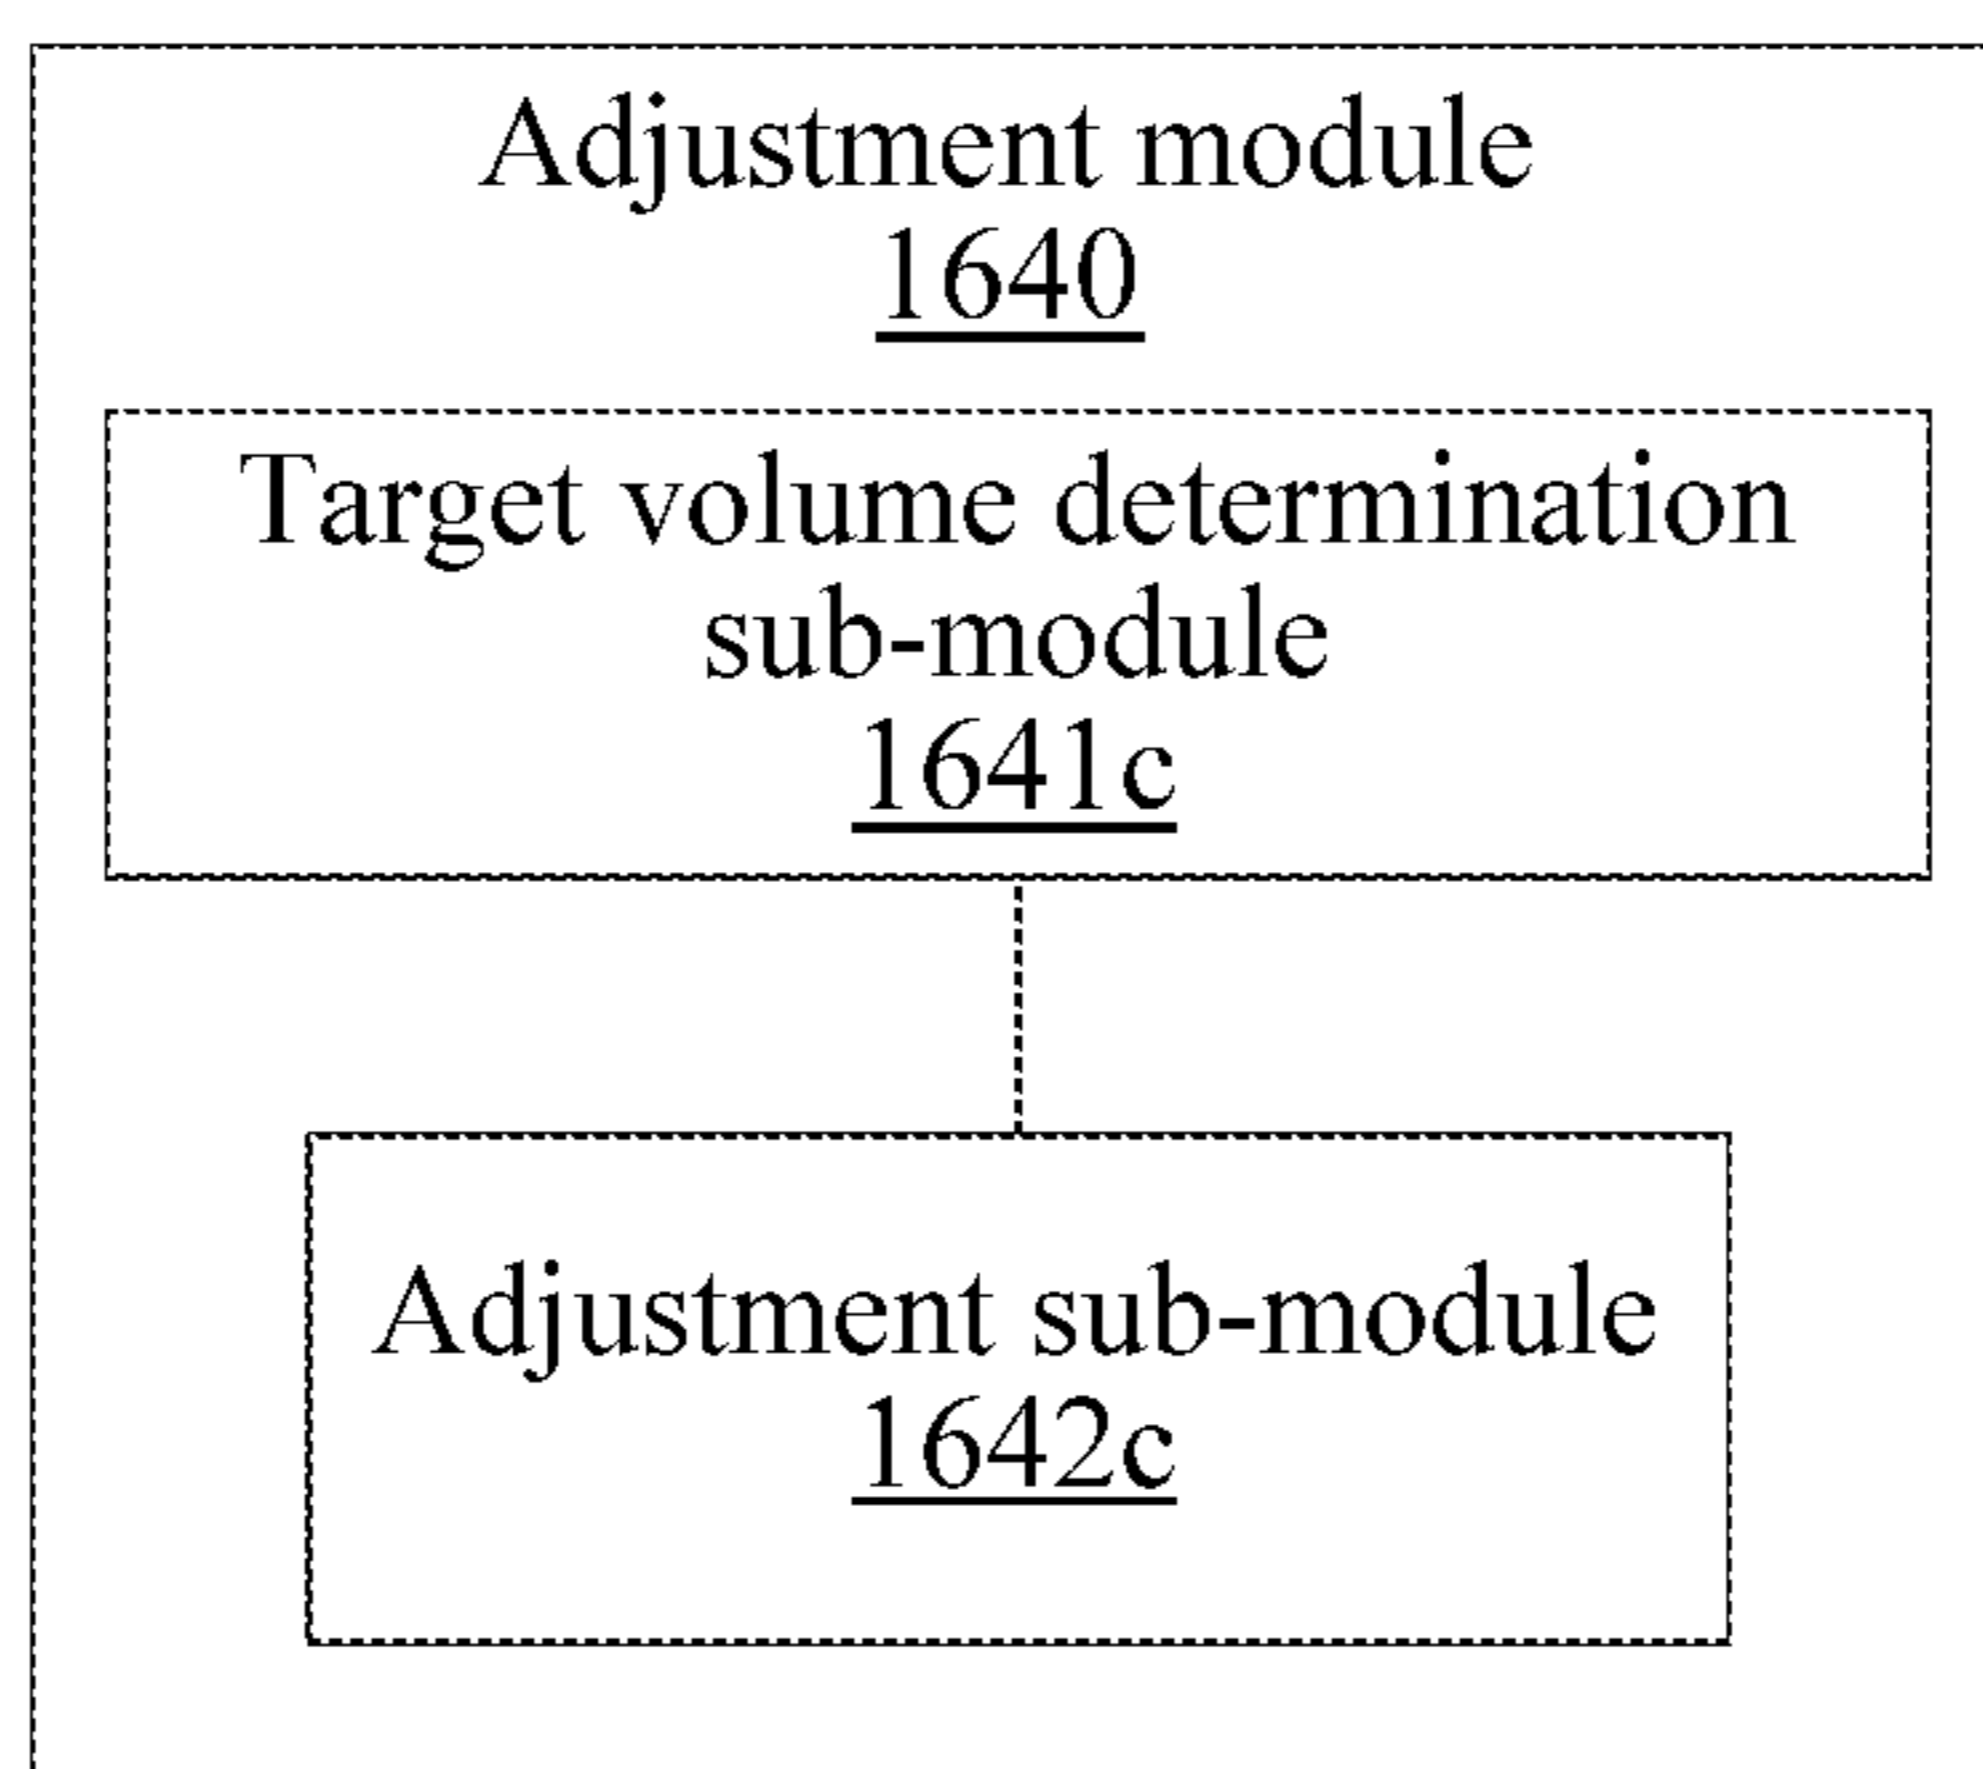 Adjustment module
1640
Target volume determination
sub-module
1641c
Adjustment sub-module
1642c